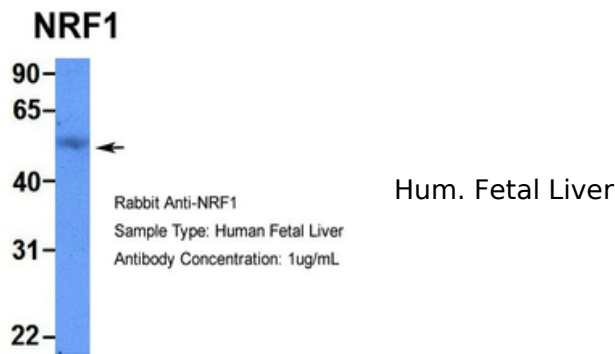 NRF1
90
65
40
31
22
Rabbit Anti-NRF1
Sample Type: Human Fetal Liver
Antibody Concentration: 1ug/mL
Hum. Fetal Liver